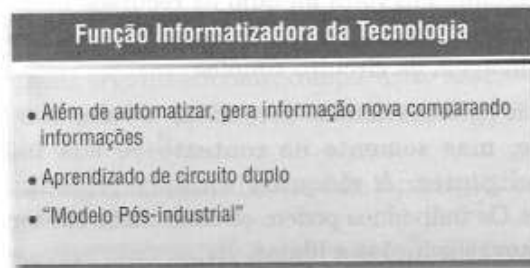 Função Informatizadora da Tecnologia
• Além de automatizar, gera informação nova comparando
informações
• Aprendizado de circuito duplo
• "Modelo Pós-industrial"